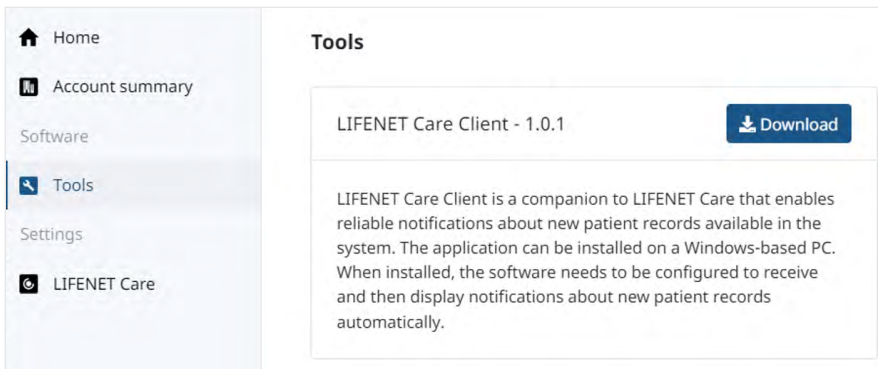 Home
Account summary
Software
Tools
Settings
LIFENET Care
Tools
LIFENET Care Client - 1.0.1
Download
LIFENET Care Client is a companion to LIFENET Care that enables
reliable notifications about new patient records available in the
system. The application can be installed on a Windows-based PC.
When installed, the software needs to be configured to receive
and then display notifications about new patient records
automatically.